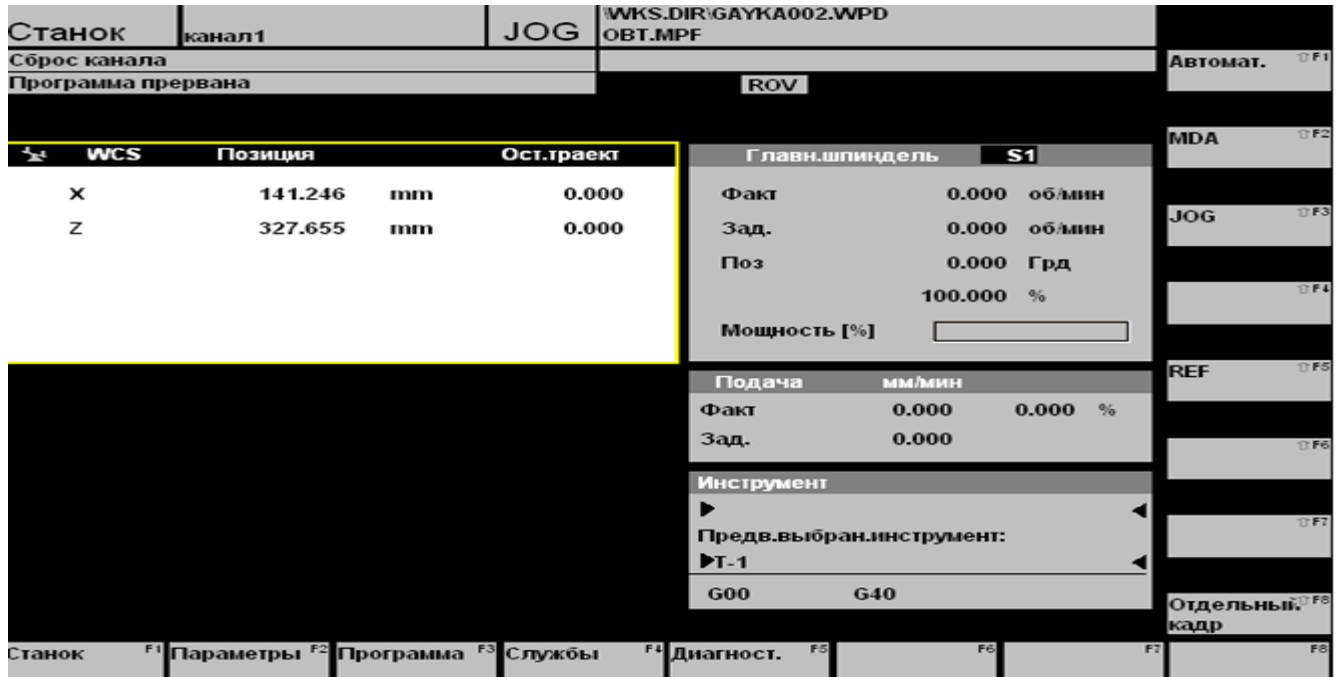 Станок канал1 JOG \WKS.DIR\GAYKA002.WPD
OBT.MPF
Сброс канала
Программа прервана
ROV
Автомат. F1
MDA F2
JOG F3
F4
REF F5
F6
F7
Отдельный F8
кадр
WCS Позиция Ост.траект
X 141.246 mm 0.000
Z 327.655 mm 0.000
Главн.шпиндель S1
Факт 0.000 об/мин
Зад. 0.000 об/мин
Поз 0.000 Грд
100.000 %
Мощность [%]
Подача мм/мин
Факт 0.000 0.000 %
Зад. 0.000
Инструмент
Предв.выбран.инструмент:
T-1
G00 G40
Станок F1 Параметры F2 Программа F3 Службы F4 Диагност. F5 F6 F7 F8